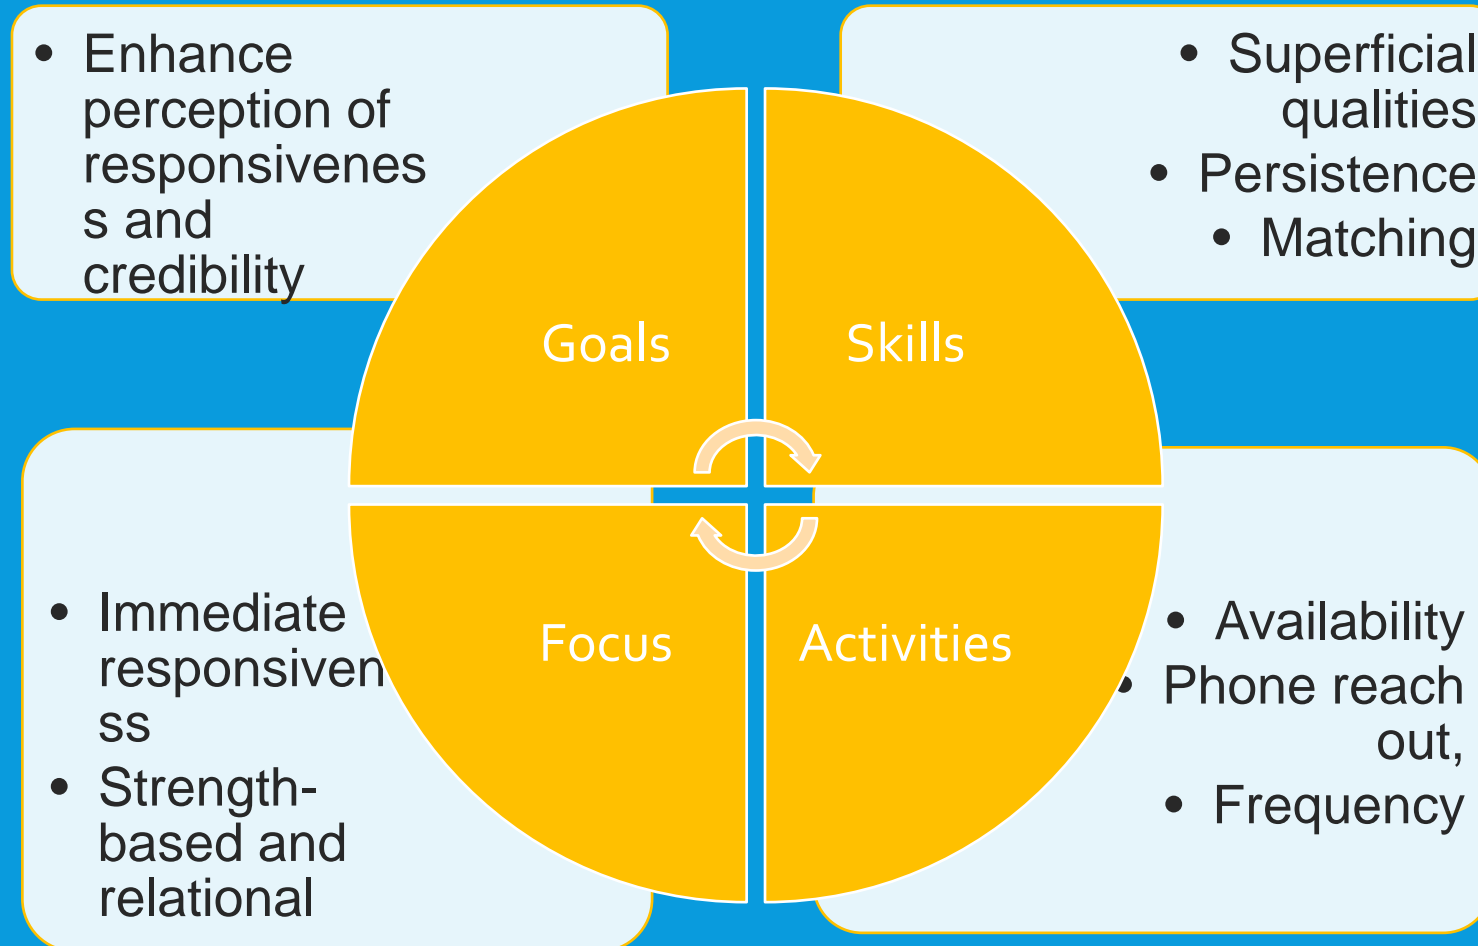 • Enhance
perception of
responsivenes
s and
credibility
• Superficial
qualities
• Persistence
• Matching
Goals
Skills
• Immediate
responsiven
ss
• Strength-
based and
relational
Focus
Activities
• Availability
• Phone reach
out,
• Frequency